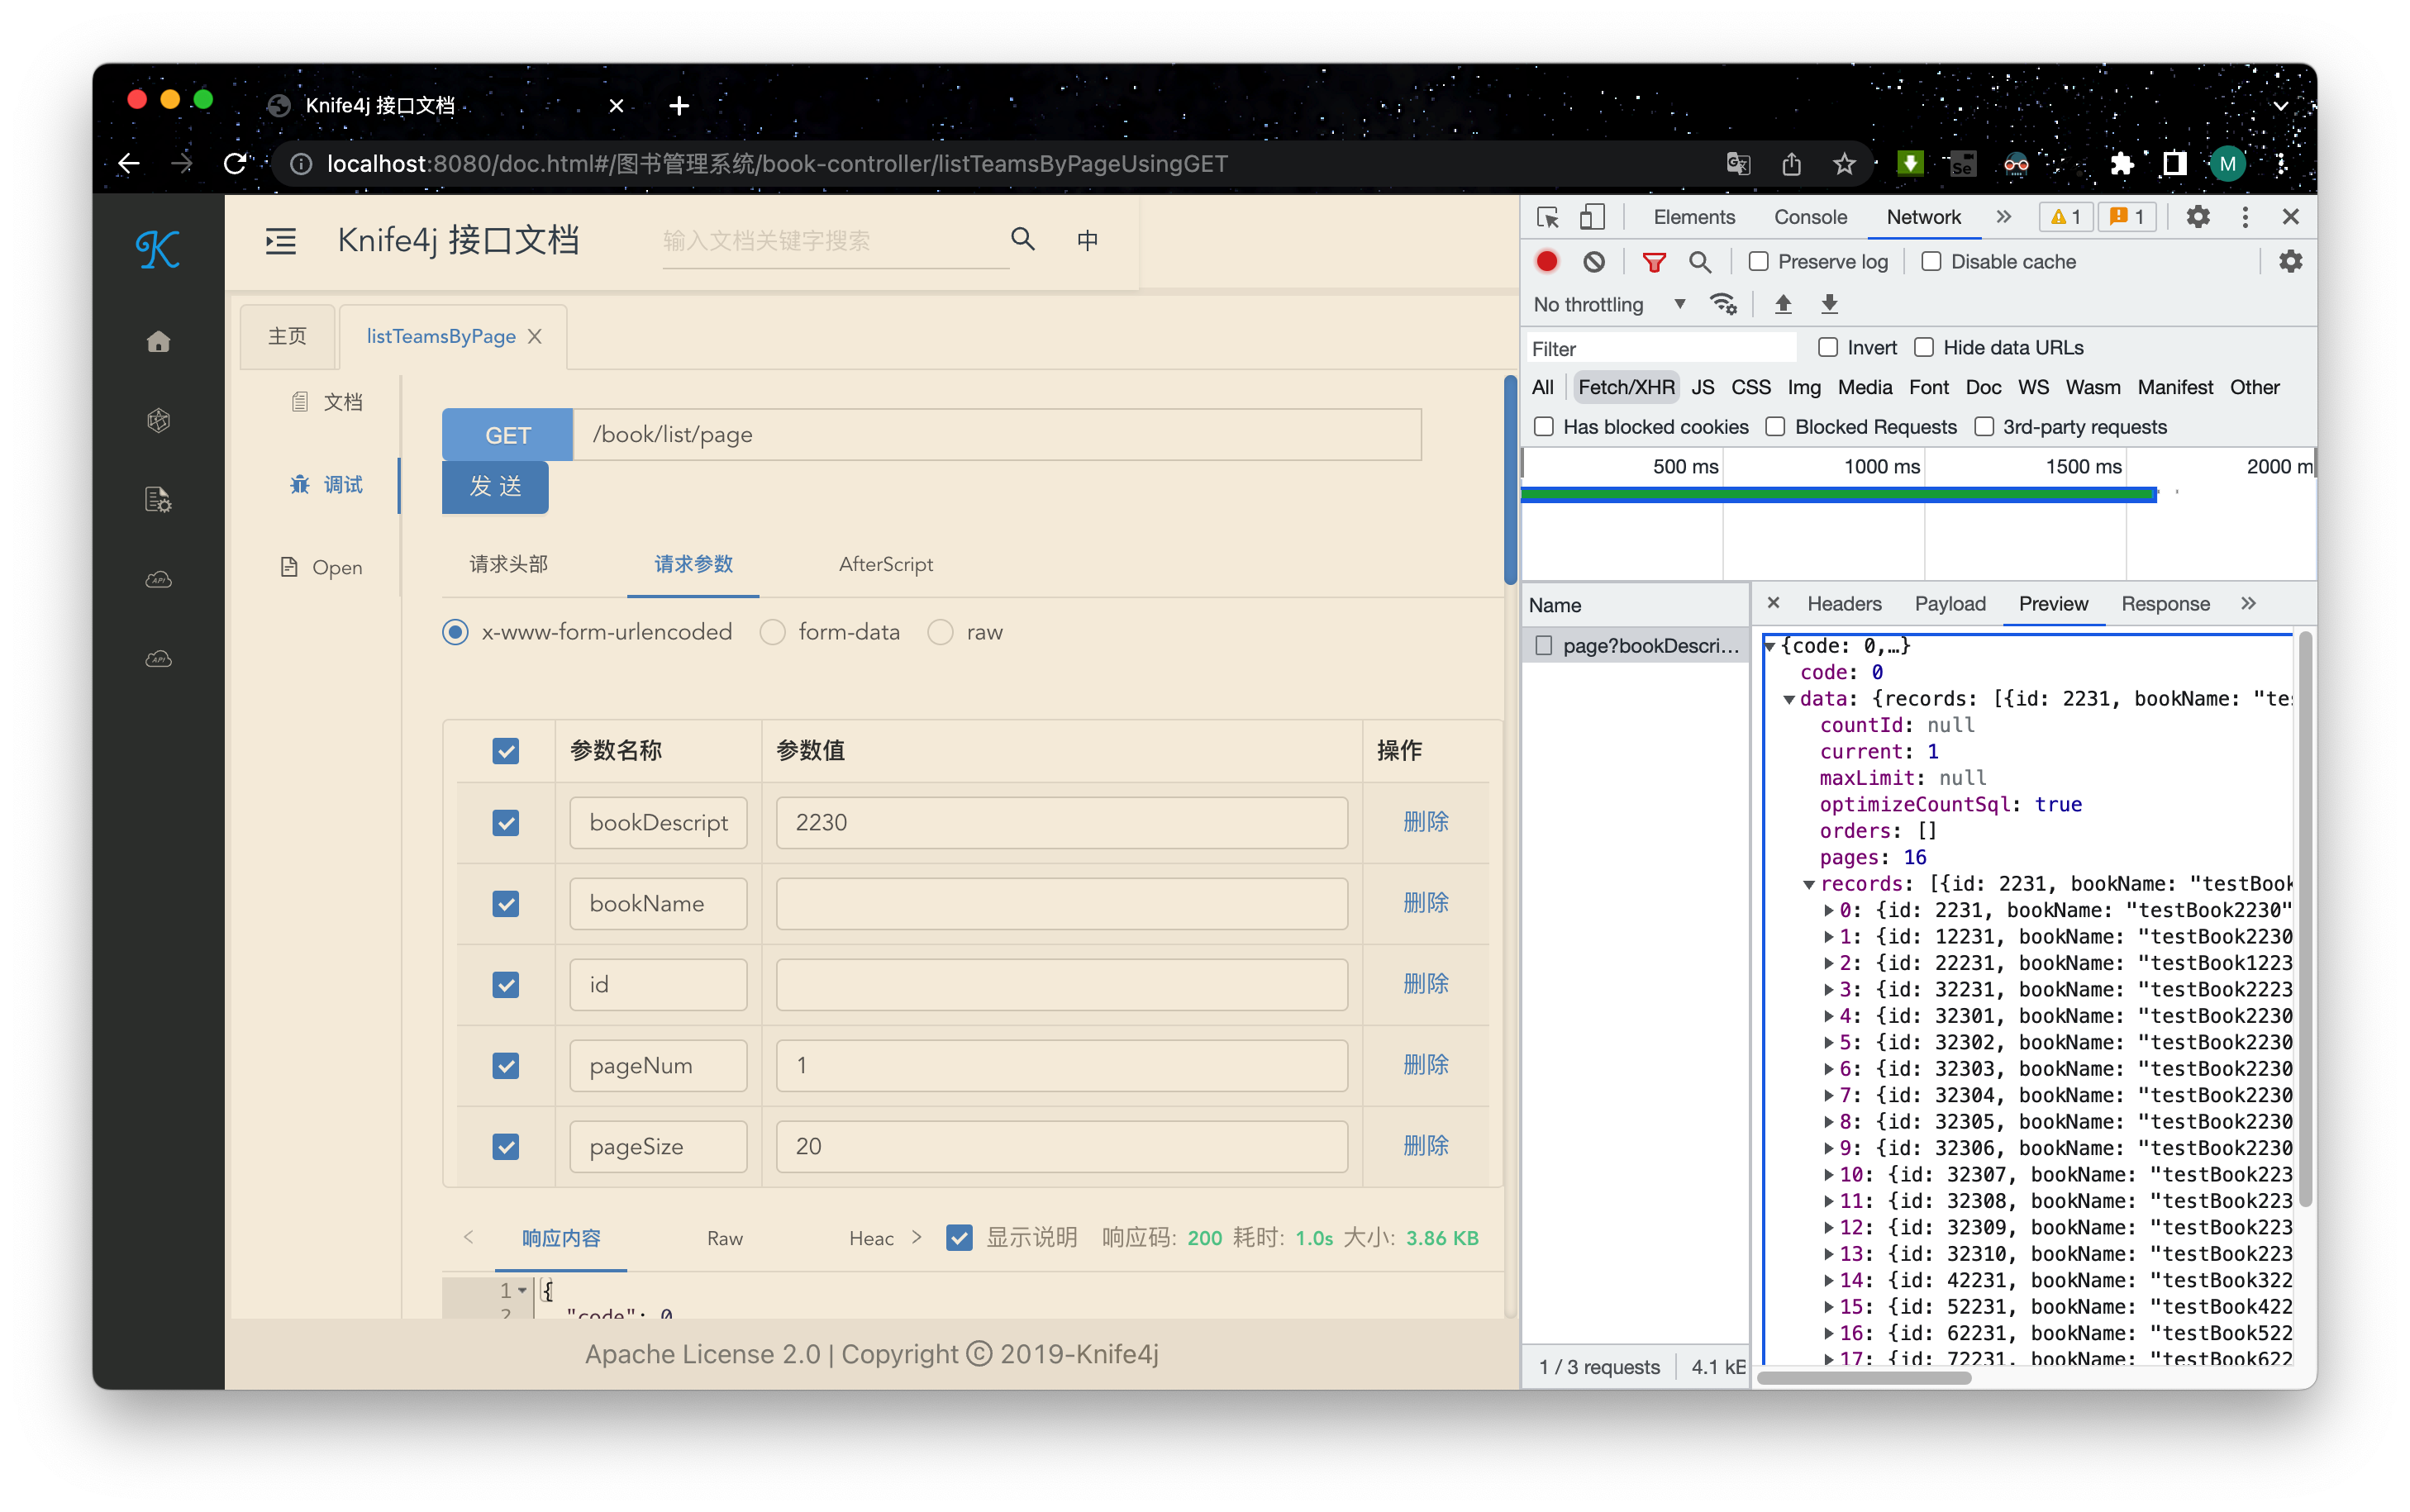 Knife4j 接口文档
localhost:8080/doc.html#/图书管理系统/book-controller/listTeamsByPageUsingGET
M
Knife4j 接口文档
输入文档关键字搜索
中
主页
listTeamsByPage
文档
调试
Open
GET
/book/list/page
发 送
请求头部
请求参数
AfterScript
x-www-form-urlencoded
form-data
raw
参数名称
参数值
操作
bookDescript
2230
删除
bookName
删除
id
删除
pageNum
1
删除
pageSize
20
删除
响应内容
Raw
Heac
显示说明
响应码: 200 耗时: 1.0s 大小: 3.86 KB
1
{
2
"code": 0
Apache License 2.0 | Copyright © 2019-Knife4j
Elements
Console
Network
1
1
Preserve log
Disable cache
No throttling
Filter
Invert
Hide data URLs
All
Fetch/XHR
JS
CSS
Img
Media
Font
Doc
WS
Wasm
Manifest
Other
Has blocked cookies
Blocked Requests
3rd-party requests
500 ms
1000 ms
1500 ms
2000 m
Name
page?bookDescri...
1 / 3 requests
4.1 kE
Headers
Payload
Preview
Response
{code: 0,…}
code: 0
data: {records: [{id: 2231, bookName: "te
countId: null
current: 1
maxLimit: null
optimizeCountSql: true
orders: []
pages: 16
records: [{id: 2231, bookName: "testBook
0: {id: 2231, bookName: "testBook2230"
1: {id: 12231, bookName: "testBook2230
2: {id: 22231, bookName: "testBook1223
3: {id: 32231, bookName: "testBook2223
4: {id: 32301, bookName: "testBook2230
5: {id: 32302, bookName: "testBook2230
6: {id: 32303, bookName: "testBook2230
7: {id: 32304, bookName: "testBook2230
8: {id: 32305, bookName: "testBook2230
9: {id: 32306, bookName: "testBook2230
10: {id: 32307, bookName: "testBook223
11: {id: 32308, bookName: "testBook223
12: {id: 32309, bookName: "testBook223
13: {id: 32310, bookName: "testBook223
14: {id: 42231, bookName: "testBook322
15: {id: 52231, bookName: "testBook422
16: {id: 62231, bookName: "testBook522
17: {id: 72231, bookName: "testBook622